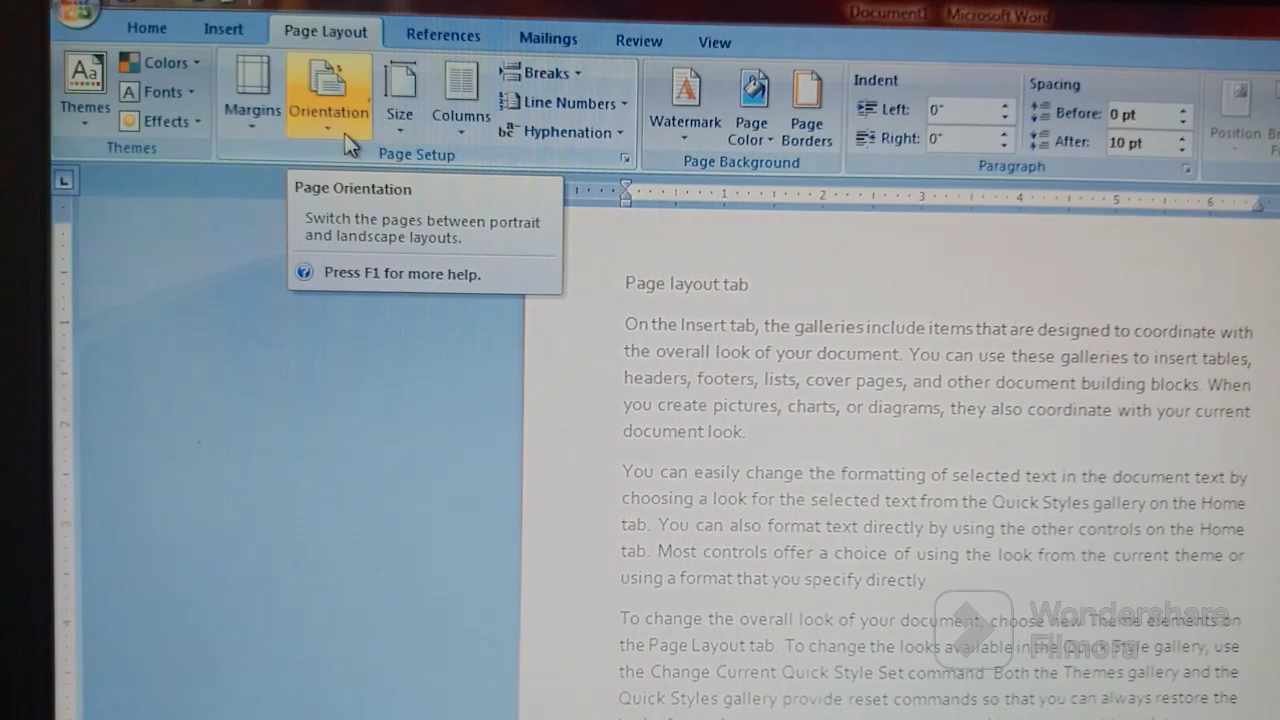 Document1 Microsoft Word
Home Insert Page Layout References Mailings Review View
Themes
Colors
Fonts
Effects
Themes
Margins
Orientation
Size
Columns
Breaks
Line Numbers
Hyphenation
Page Setup
Watermark
Page Color
Page Borders
Page Background
Indent
Left: 0"
Right: 0"
Spacing
Before: 0 pt
After: 10 pt
Paragraph
Position
Page Orientation
Switch the pages between portrait
and landscape layouts.
Press F1 for more help.
1 2 3 4 5 6
Page layout tab
On the Insert tab, the galleries include items that are designed to coordinate with
the overall look of your document. You can use these galleries to insert tables,
headers, footers, lists, cover pages, and other document building blocks. When
you create pictures, charts, or diagrams, they also coordinate with your current
document look.
You can easily change the formatting of selected text in the document text by
choosing a look for the selected text from the Quick Styles gallery on the Home
tab. You can also format text directly by using the other controls on the Home
tab. Most controls offer a choice of using the look from the current theme or
using a format that you specify directly
To change the overall look of your document, choose new Theme elements on
the Page Layout tab. To change the looks available in the Quick Style gallery, use
the Change Current Quick Style Set command. Both the Themes gallery and the
Quick Styles gallery provide reset commands so that you can always restore the
Wondershare
Filmora